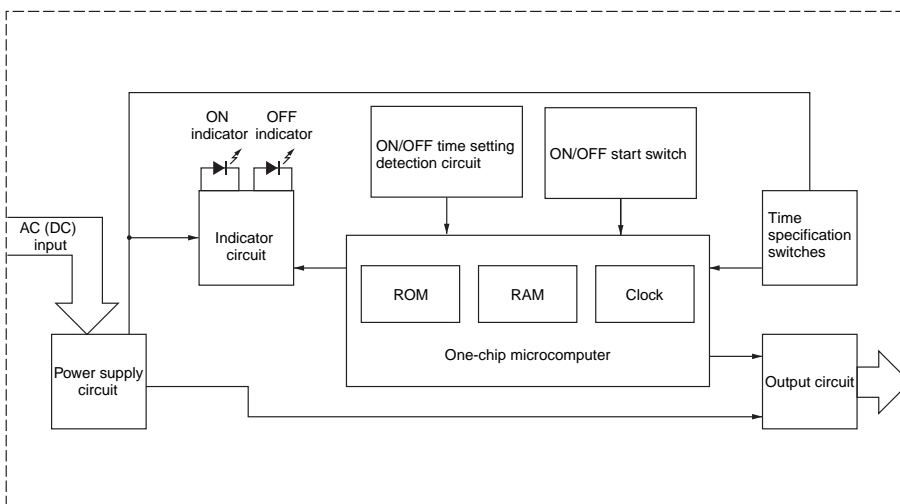 ON
indicator
OFF
indicator
ON/OFF time setting
detection circuit
ON/OFF start switch
AC (DC)
input
Indicator
circuit
Time
specification
switches
ROM
RAM
Clock
One-chip microcomputer
Power supply
circuit
Output circuit